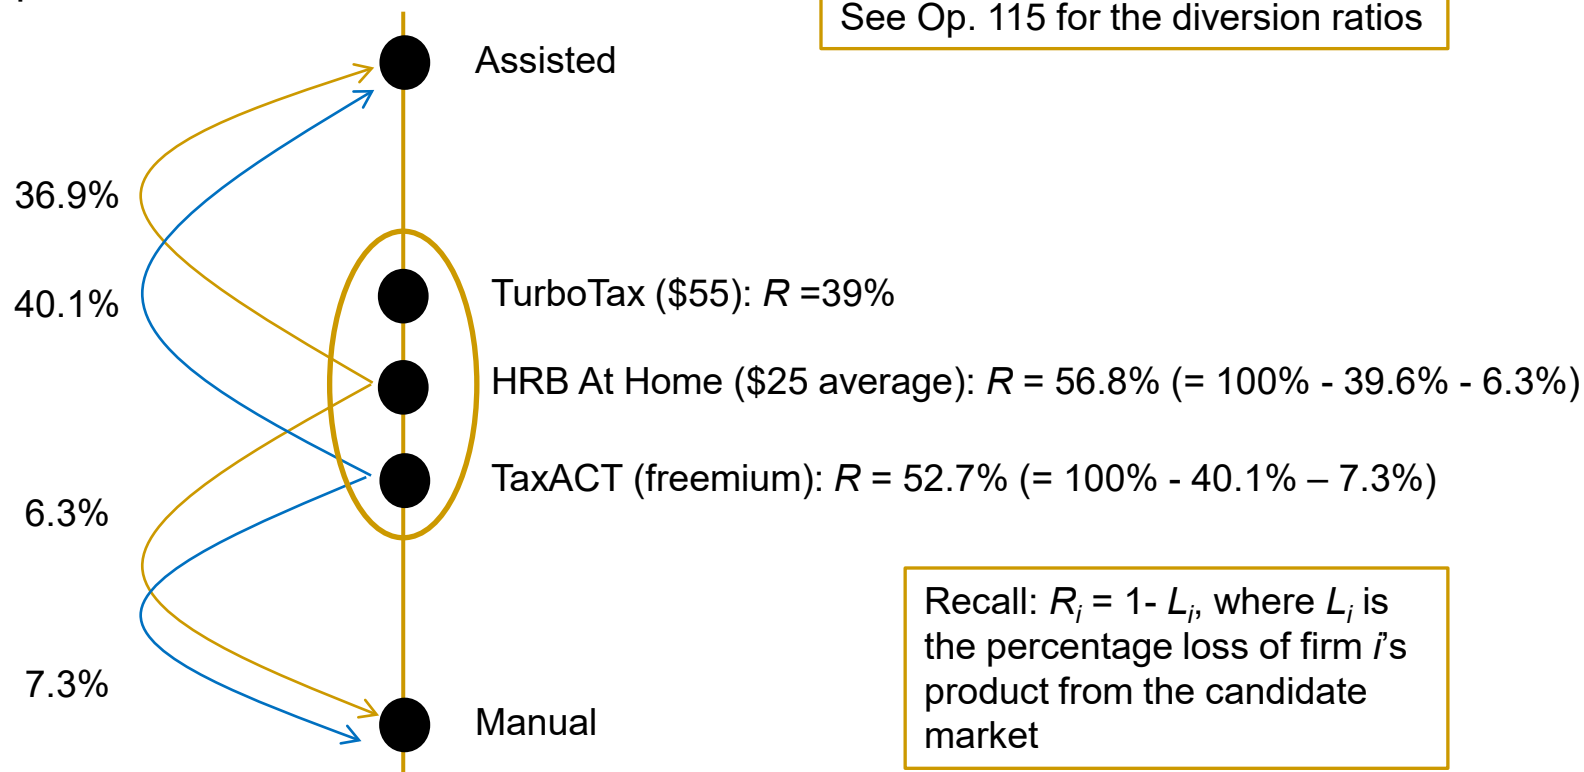 See Op. 115 for the diversion ratios
Assisted
36.9%
40.1%
TurboTax ($55): R =39%
HRB At Home ($25 average): R = 56.8% (= 100% - 39.6% - 6.3%)
TaxACT (freemium): R = 52.7% (= 100% - 40.1% – 7.3%)
6.3%
7.3%
Manual
Recall: Ri = 1- Li, where Li is
the percentage loss of firm i's
product from the candidate
market